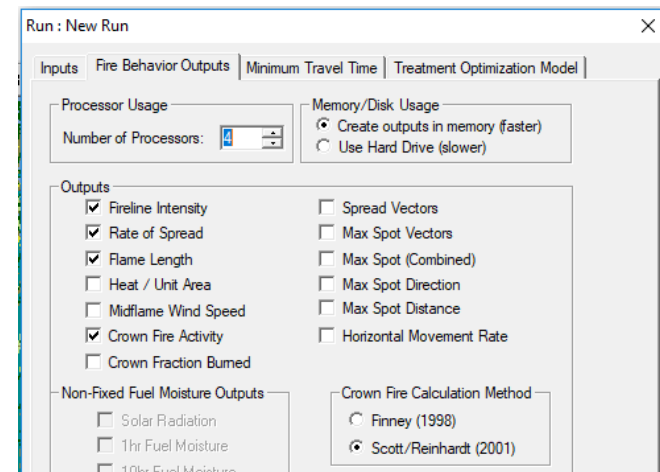 Run : New Run
Inputs
Fire Behavior Outputs
Minimum Travel Time
Treatment Optimization Model
Processor Usage
Number of Processors:
4
Memory/Disk Usage
Create outputs in memory (faster)
Use Hard Drive (slower)
Outputs
Fireline Intensity
Rate of Spread
Flame Length
Heat / Unit Area
Midflame Wind Speed
Crown Fire Activity
Crown Fraction Burned
Spread Vectors
Max Spot Vectors
Max Spot (Combined)
Max Spot Direction
Max Spot Distance
Horizontal Movement Rate
Non-Fixed Fuel Moisture Outputs
Solar Radiation
1hr Fuel Moisture
10hr Fuel Moisture
Crown Fire Calculation Method
Finney (1998)
Scott/Reinhardt (2001)